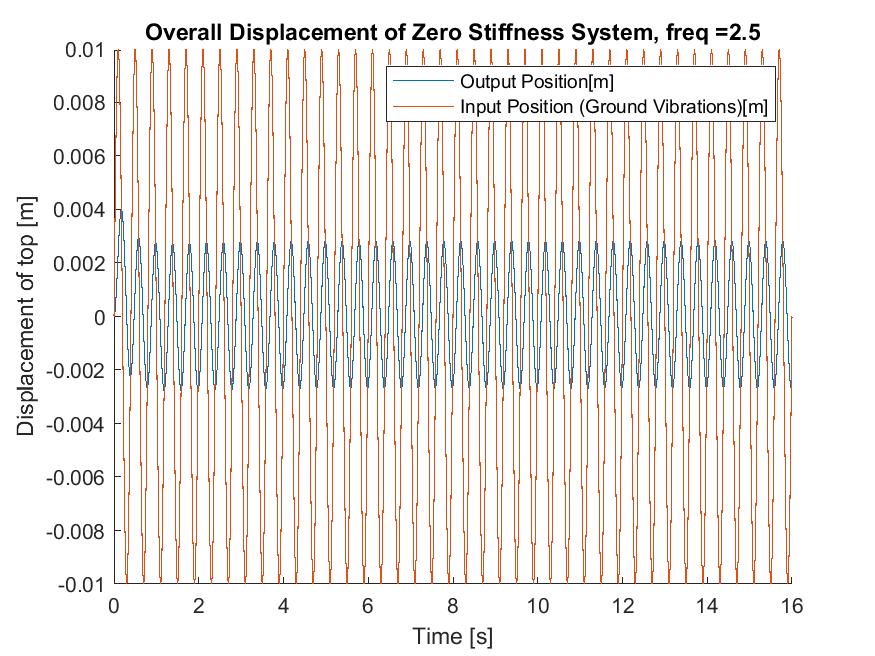 Overall Displacement of Zero Stiffness System, freq =2.5
Output Position[m]
Input Position (Ground Vibrations)[m]
Displacement of top [m]
0.01
0.008
0.006
0.004
0.002
0
-0.002
-0.004
-0.006
-0.008
-0.01
0 2 4 6 8 10 12 14 16
Time [s]